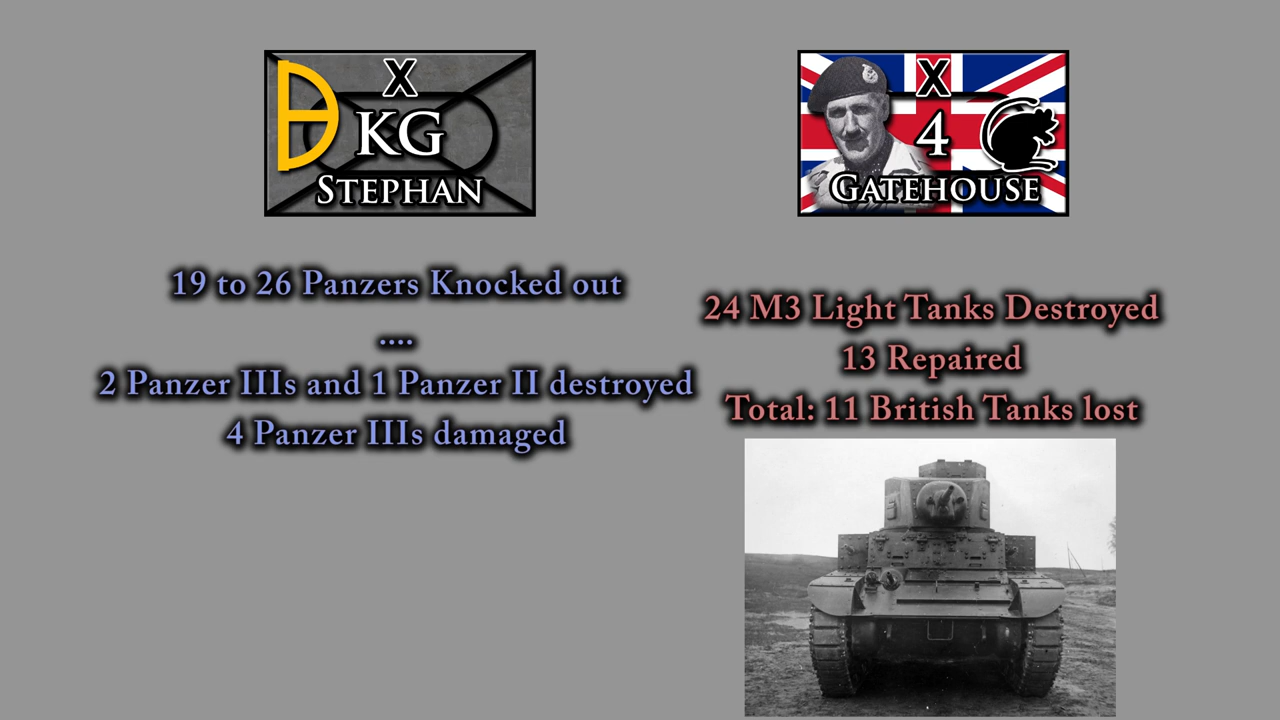 X
KG
STEPHAN
19 to 26 Panzers Knocked out
....
2 Panzer IIIs and 1 Panzer II destroyed
4 Panzer IIIs damaged
X
4
GATEHOUSE
24 M3 Light Tanks Destroyed
13 Repaired
Total: 11 British Tanks lost